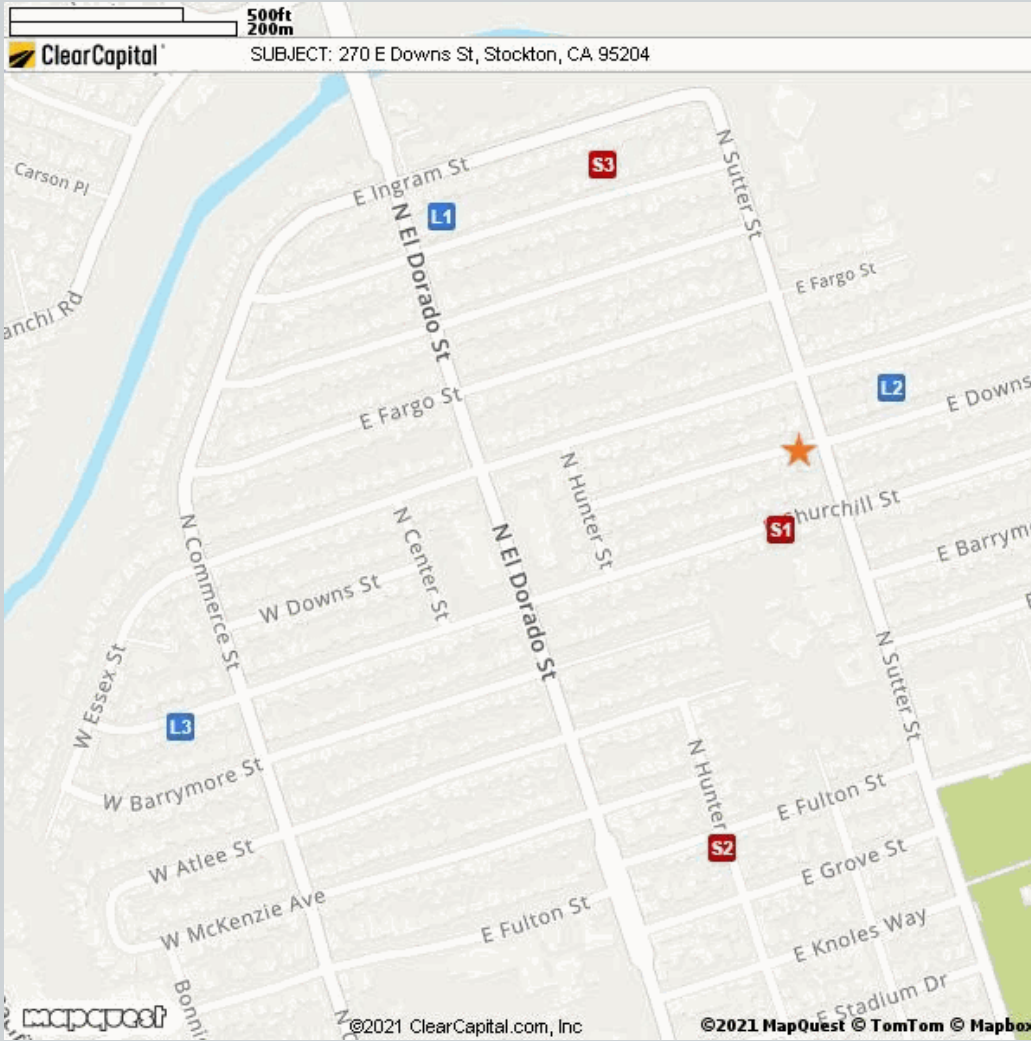 500ft
200m
ClearCapital
SUBJECT: 270 E Downs St, Stockton, CA 95204
Carson Pl
E Ingram St
S3
N Sutter St
L1
N El Dorado St
E Fargo St
anchi Rd
E Fargo St
L2
E Downs
N Hunter St
S1
Churchill St
N Commerce St
N Center St
N El Dorado St
E Barrym
W Downs St
W Essex St
N Sutter St
L3
W Barrymore St
N Hunter
E Fulton St
W Atlee St
S2
E Grove St
W McKenzie Ave
E Fulton St
E Knoles Way
Bonni
E Stadium Dr
mapquest
©2021 ClearCapital.com, Inc
©2021 MapQuest © TomTom © Mapbox